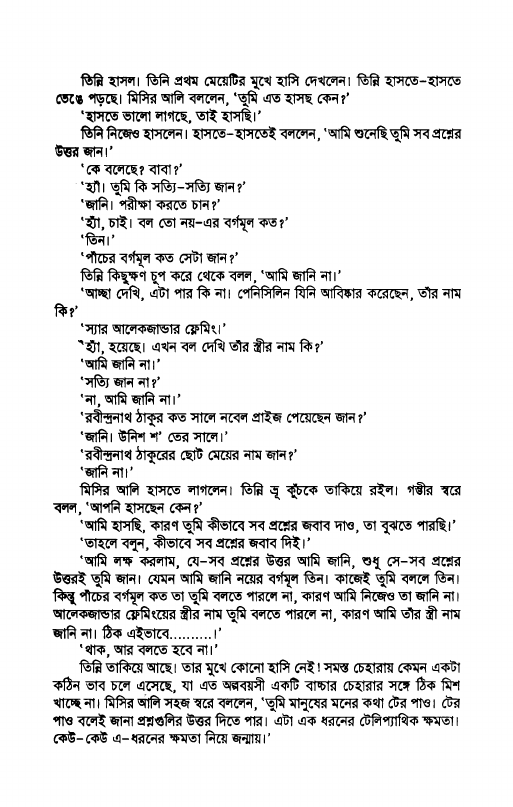 তিন্নি হাসল। তিনি প্রথম মেয়েটির মুখে হাসি দেখলেন। তিন্নি হাসতে-হাসতে
ভেঙে পড়ছে। মিসির আলি বললেন, ‘তুমি এত হাসছ কেন?’
‘হাসতে ভালো লাগছে, তাই হাসছি।’
তিনি নিজেও হাসলেন। হাসতে-হাসতেই বললেন, ‘আমি শুনেছি তুমি সব প্রশ্নের
উত্তর জান।’
‘কে বলেছে? বাবা?’
‘হ্যাঁ। তুমি কি সত্যি-সত্যি জান?’
‘জানি। পরীক্ষা করতে চান?’
‘হ্যাঁ, চাই। বল তো নয়-এর বর্গমূল কত?’
‘তিন।’
‘পাঁচের বর্গমূল কত সেটা জান?’
তিন্নি কিছুক্ষণ চুপ করে থেকে বলল, ‘আমি জানি না।’
‘আচ্ছা দেখি, এটা পার কি না। পেনিসিলিন যিনি আবিষ্কার করেছেন, তাঁর নাম
কি?’
‘স্যার আলেকজান্ডার ফ্লেমিং।’
‘হ্যাঁ, হয়েছে। এখন বল দেখি তাঁর স্ত্রীর নাম কি?’
‘আমি জানি না।’
‘সত্যি জান না?’
‘না, আমি জানি না।’
‘রবীন্দ্রনাথ ঠাকুর কত সালে নবেল প্রাইজ পেয়েছেন জান?’
‘জানি। উনিশ শ’ তের সালে।’
‘রবীন্দ্রনাথ ঠাকুরের ছোট মেয়ের নাম জান?’
‘জানি না।’
মিসির আলি হাসতে লাগলেন। তিন্নি ভ্রূ কুঁচকে তাকিয়ে রইল। গম্ভীর স্বরে
বলল, ‘আপনি হাসছেন কেন?’
‘আমি হাসছি, কারণ তুমি কীভাবে সব প্রশ্নের জবাব দাও, তা বুঝতে পারছি।’
‘তাহলে বলুন, কীভাবে সব প্রশ্নের জবাব দিই।’
‘আমি লক্ষ করলাম, যে-সব প্রশ্নের উত্তর আমি জানি, শুধু সে-সব প্রশ্নের
উত্তরই তুমি জান। যেমন আমি জানি নয়ের বর্গমূল তিন। কাজেই তুমি বললে তিন।
কিন্তু পাঁচের বর্গমূল কত তা তুমি বলতে পারলে না, কারণ আমি নিজেও তা জানি না।
আলেকজান্ডার ফ্লেমিংয়ের স্ত্রীর নাম তুমি বলতে পারলে না, কারণ আমি তাঁর স্ত্রী নাম
জানি না। ঠিক এইভাবে..........।’
‘থাক, আর বলতে হবে না।’
তিন্নি তাকিয়ে আছে। তার মুখে কোনো হাসি নেই! সমস্ত চেহারায় কেমন একটা
কঠিন ভাব চলে এসেছে, যা এত অল্পবয়সী একটি বাচ্চার চেহারার সঙ্গে ঠিক মিশ
খাচ্ছে না। মিসির আলি সহজ স্বরে বললেন, ‘তুমি মানুষের মনের কথা টের পাও। টের
পাও বলেই জানা প্রশ্নগুলির উত্তর দিতে পার। এটা এক ধরনের টেলিপ্যাথিক ক্ষমতা।
কেউ-কেউ এ-ধরনের ক্ষমতা নিয়ে জন্মায়।’